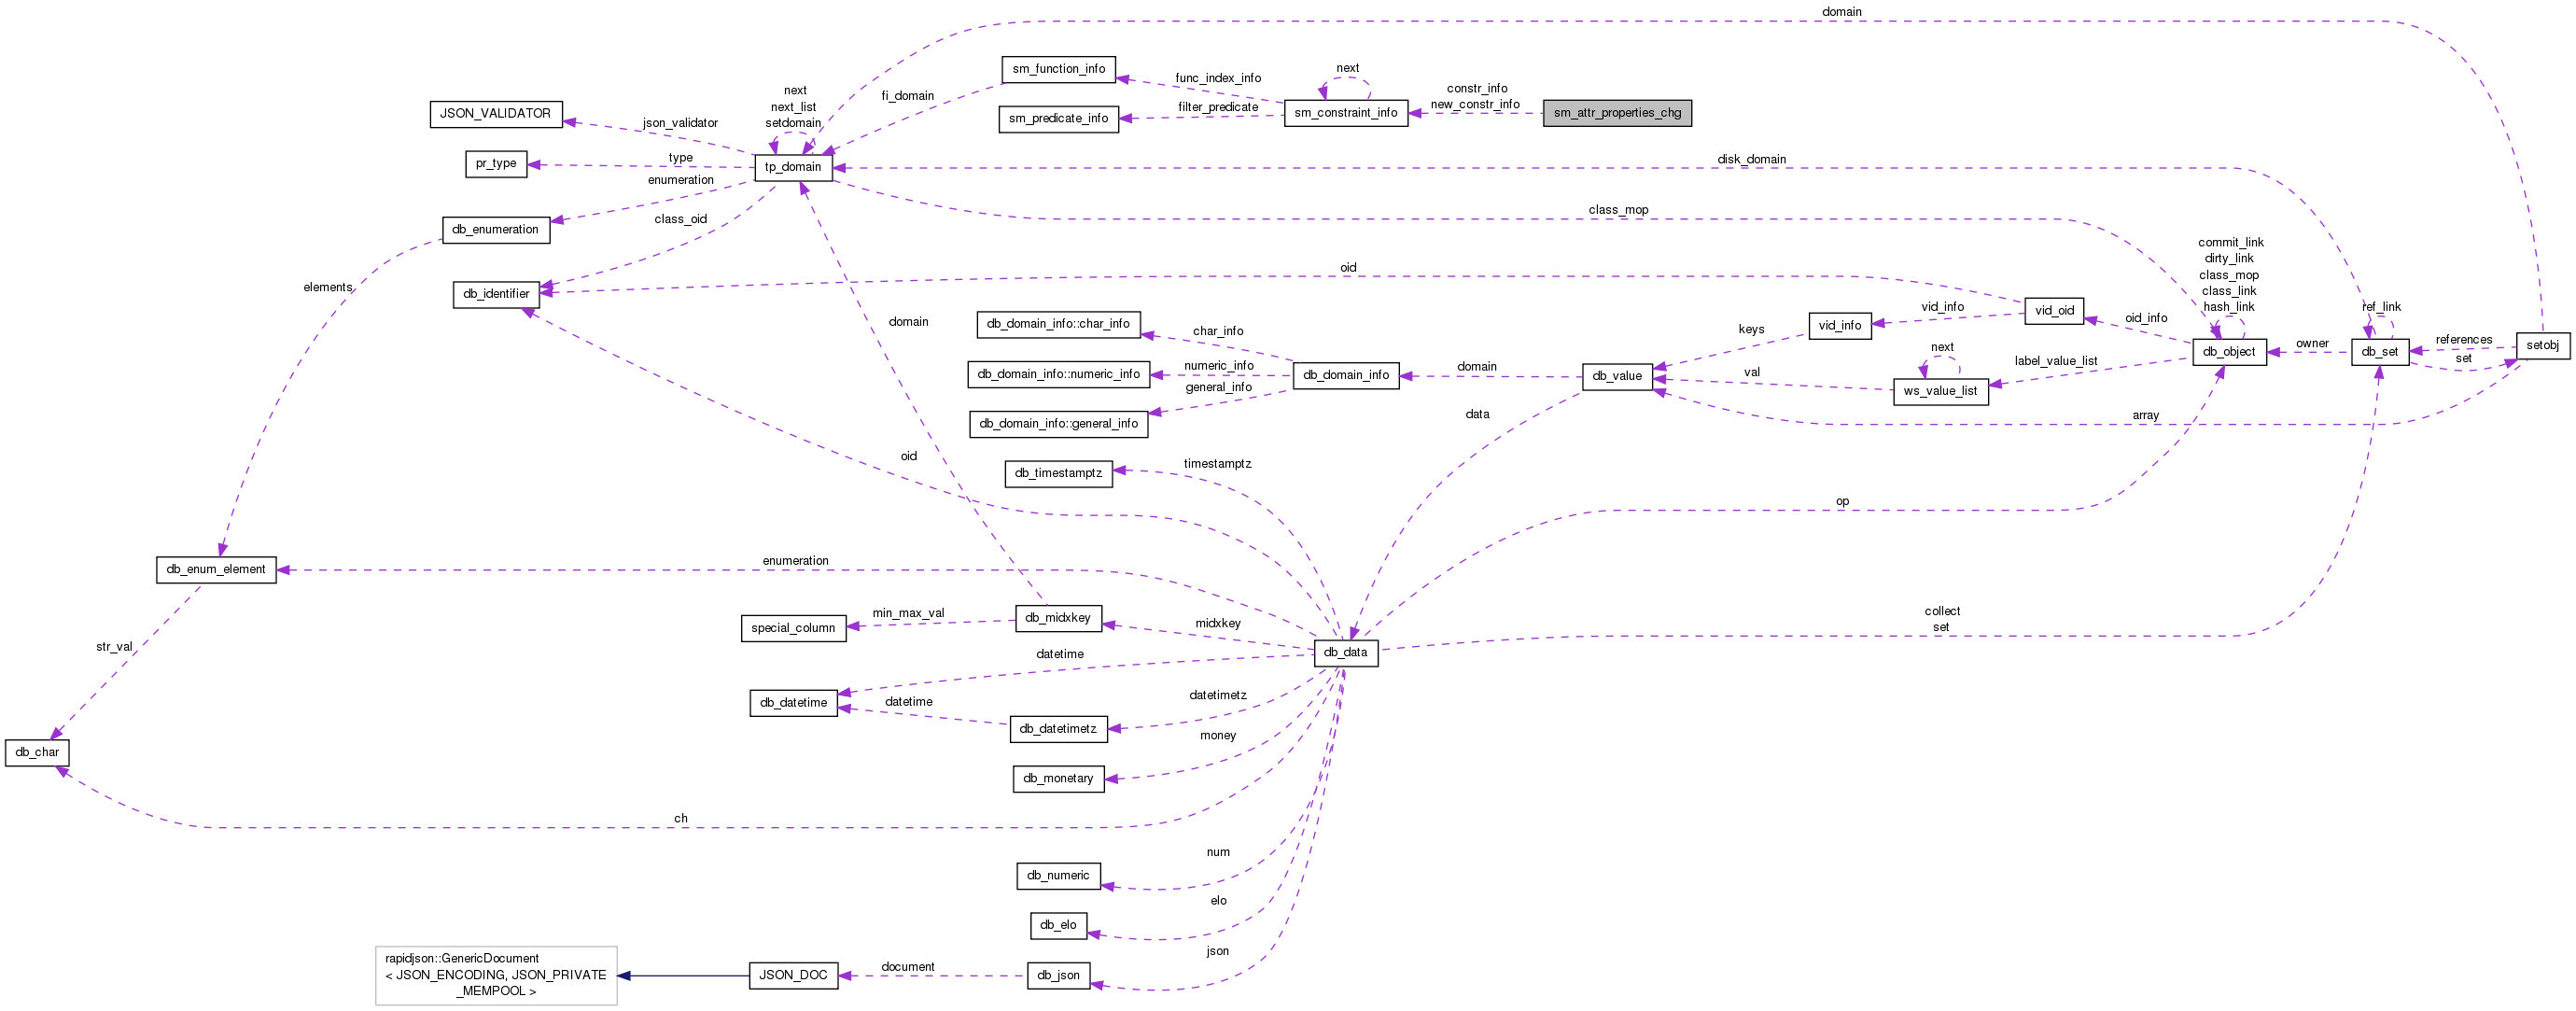 domain
sm_function_info
func_index_info
next
constr_info
new_constr_info
sm_attr_properties_chg
fi_domain
filter_predicate
sm_constraint_info
sm_predicate_info
next
next_list
setdomain
JSON_VALIDATOR
json_validator
pr_type
type
tp_domain
disk_domain
enumeration
class_oid
class_mop
db_enumeration
elements
db_identifier
oid
commit_link
dirty_link
class_mop
class_link
hash_link
domain
db_domain_info::char_info
char_info
vid_info
vid_info
vid_oid
oid_info
ref_link
keys
db_domain_info::numeric_info
numeric_info
general_info
db_domain_info
domain
db_value
next
val
ws_value_list
label_value_list
db_object
owner
db_set
references
set
setobj
db_domain_info::general_info
data
array
oid
db_timestamptz
timestamptz
op
db_enum_element
enumeration
special_column
min_max_val
db_midxkey
midxkey
collect
set
str_val
datetime
db_data
db_datetime
datetime
datetimetz
db_datetimetz
money
db_char
db_monetary
ch
num
db_numeric
elo
db_elo
json
rapidjson::GenericDocument
< JSON_ENCODING, JSON_PRIVATE
_MEMPOOL >
JSON_DOC
document
db_json